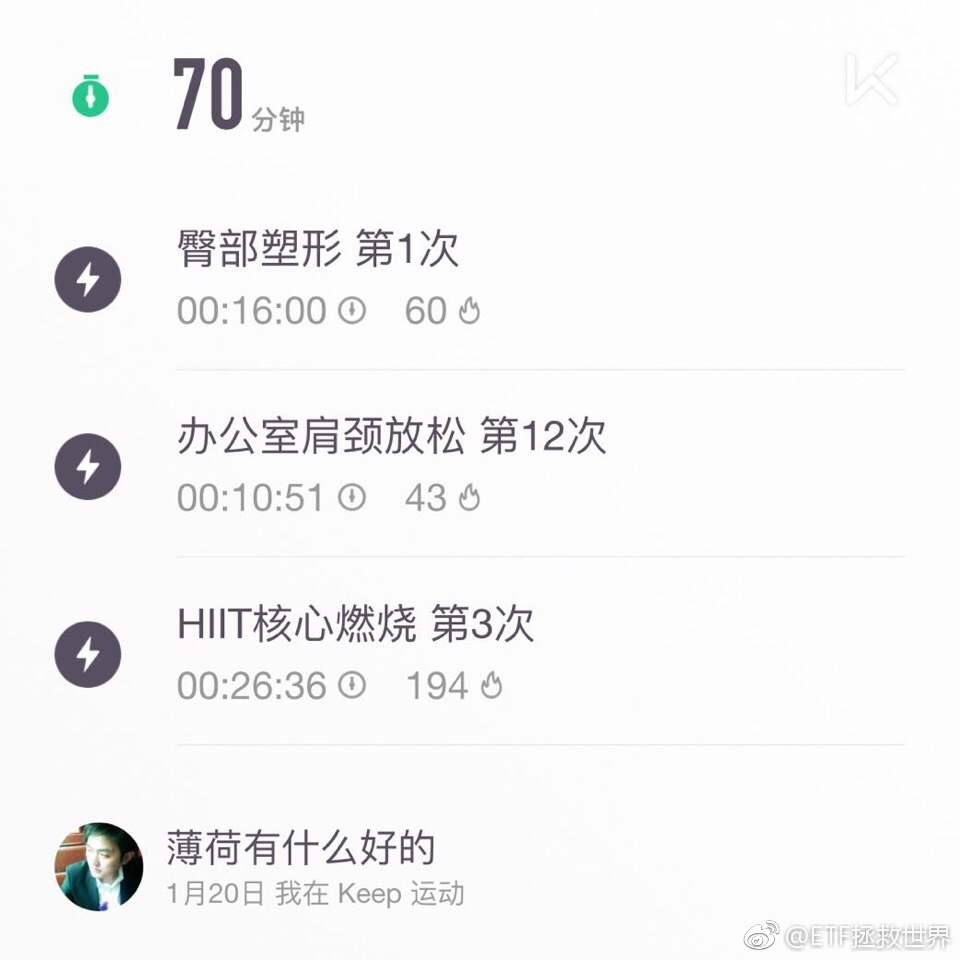 70 分钟
臀部塑形 第1次
00:16:00 60
办公室肩颈放松 第12次
00:10:51 43
HIIT核心燃烧 第3次
00:26:36 194
薄荷有什么好的
1月20日 我在 Keep 运动
@ETF拯救世界